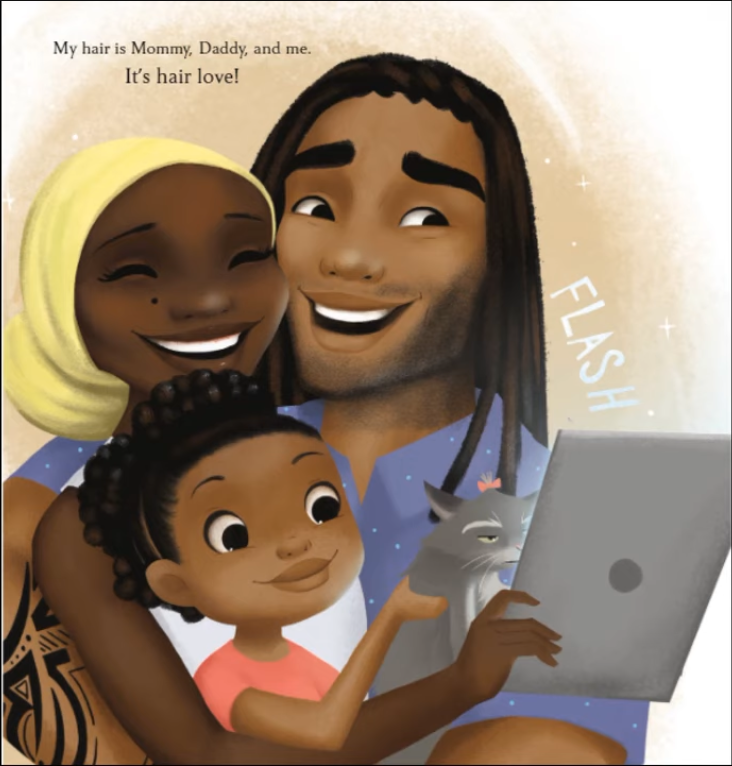 My hair is Mommy, Daddy, and me.
It's hair love!
FLASH